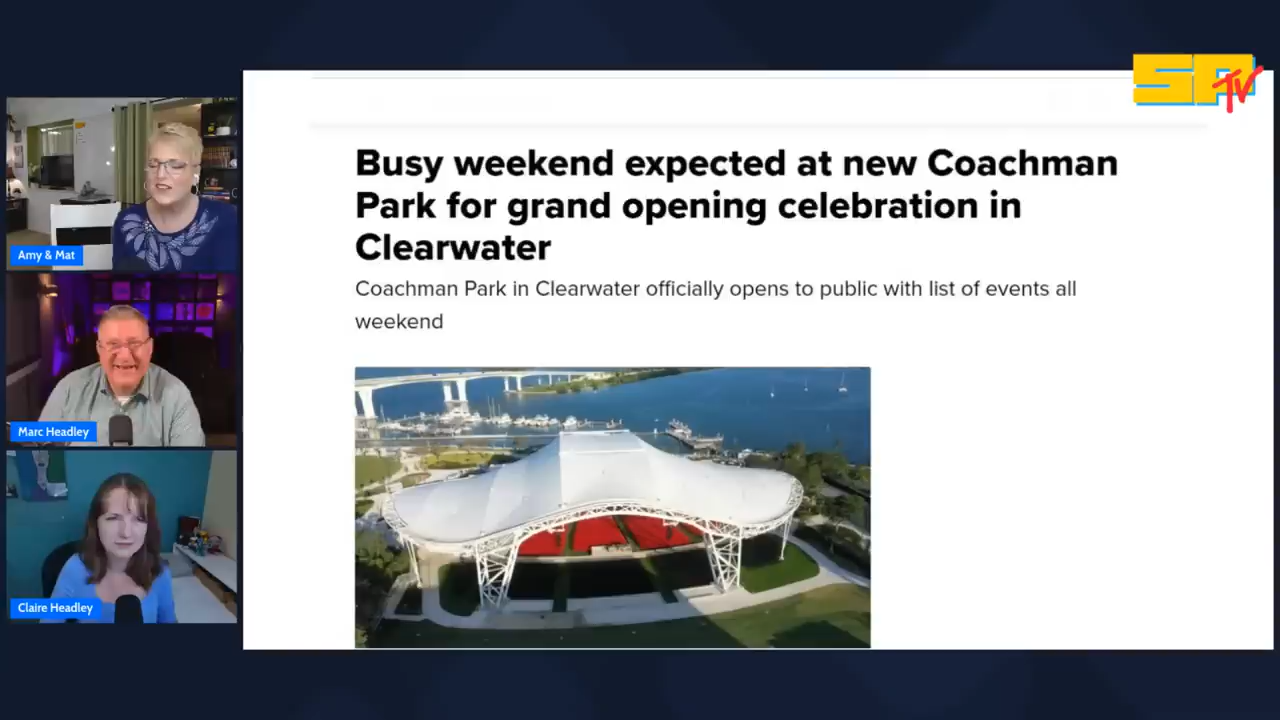 SP
TV
Busy weekend expected at new Coachman
Park for grand opening celebration in
Clearwater
Coachman Park in Clearwater officially opens to public with list of events all
weekend
Amy & Mat
Marc Headley
Claire Headley